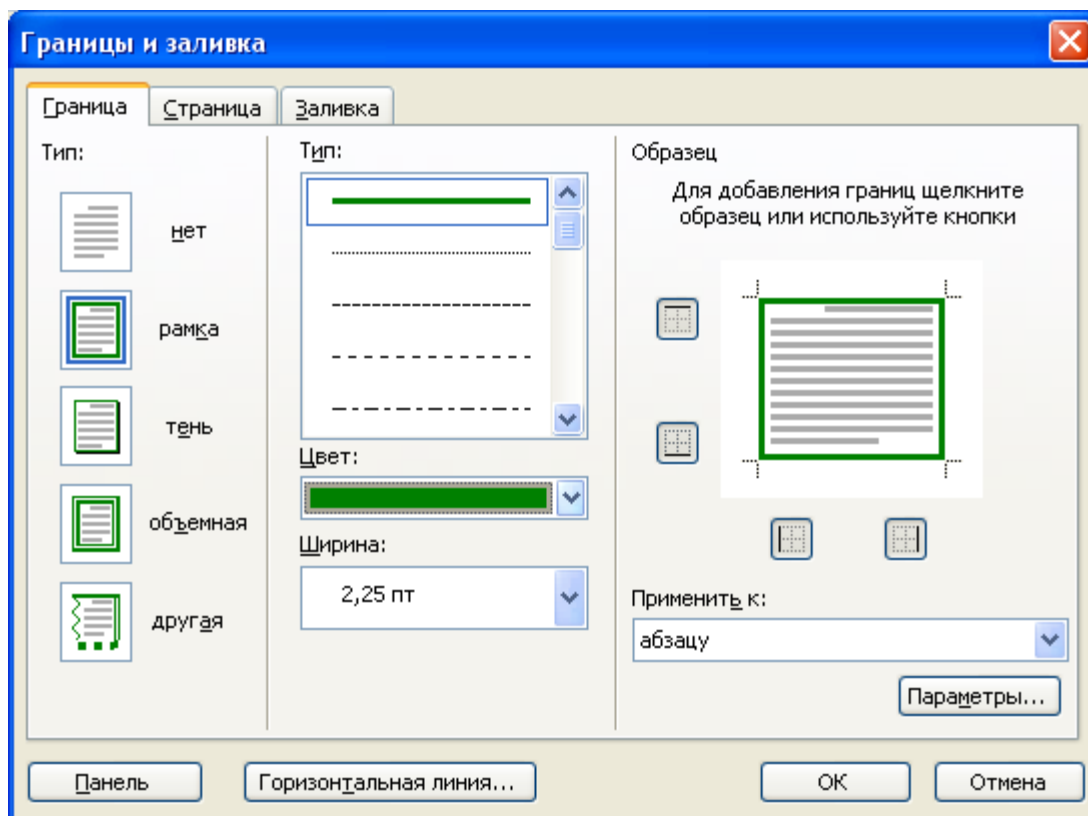 Границы и заливка
Граница
Страница
Заливка
Тип:
нет
рамка
тень
объемная
другая
Тип:
Цвет:
Ширина:
2,25 пт
Образец
Для добавления границ щелкните
образец или используйте кнопки
Применить к:
абзацу
Параметры...
Панель
Горизонтальная линия...
ОК
Отмена